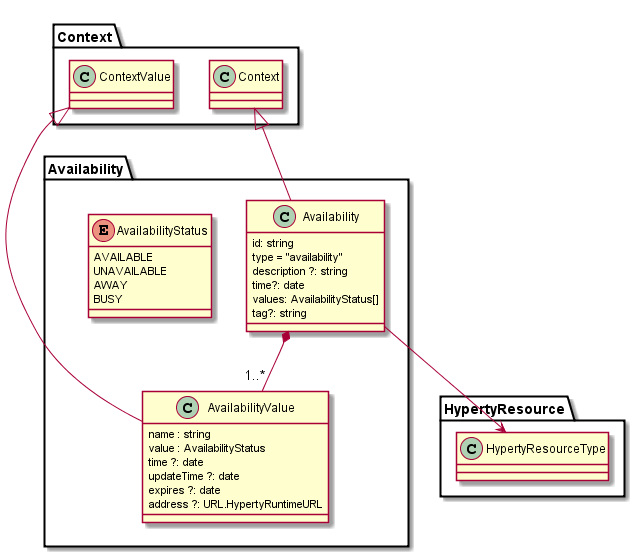 Context
C ContextValue
C Context
Availability
E AvailabilityStatus
AVAILABLE
UNAVAILABLE
AWAY
BUSY
C Availability
id: string
type = "availability"
description ?: string
time?: date
values: AvailabilityStatus[]
tag?: string
1..*
C AvailabilityValue
name : string
value : AvailabilityStatus
time ?: date
updateTime ?: date
expires ?: date
address ?: URL.HypertyRuntimeURL
HypertyResource
C HypertyResourceType